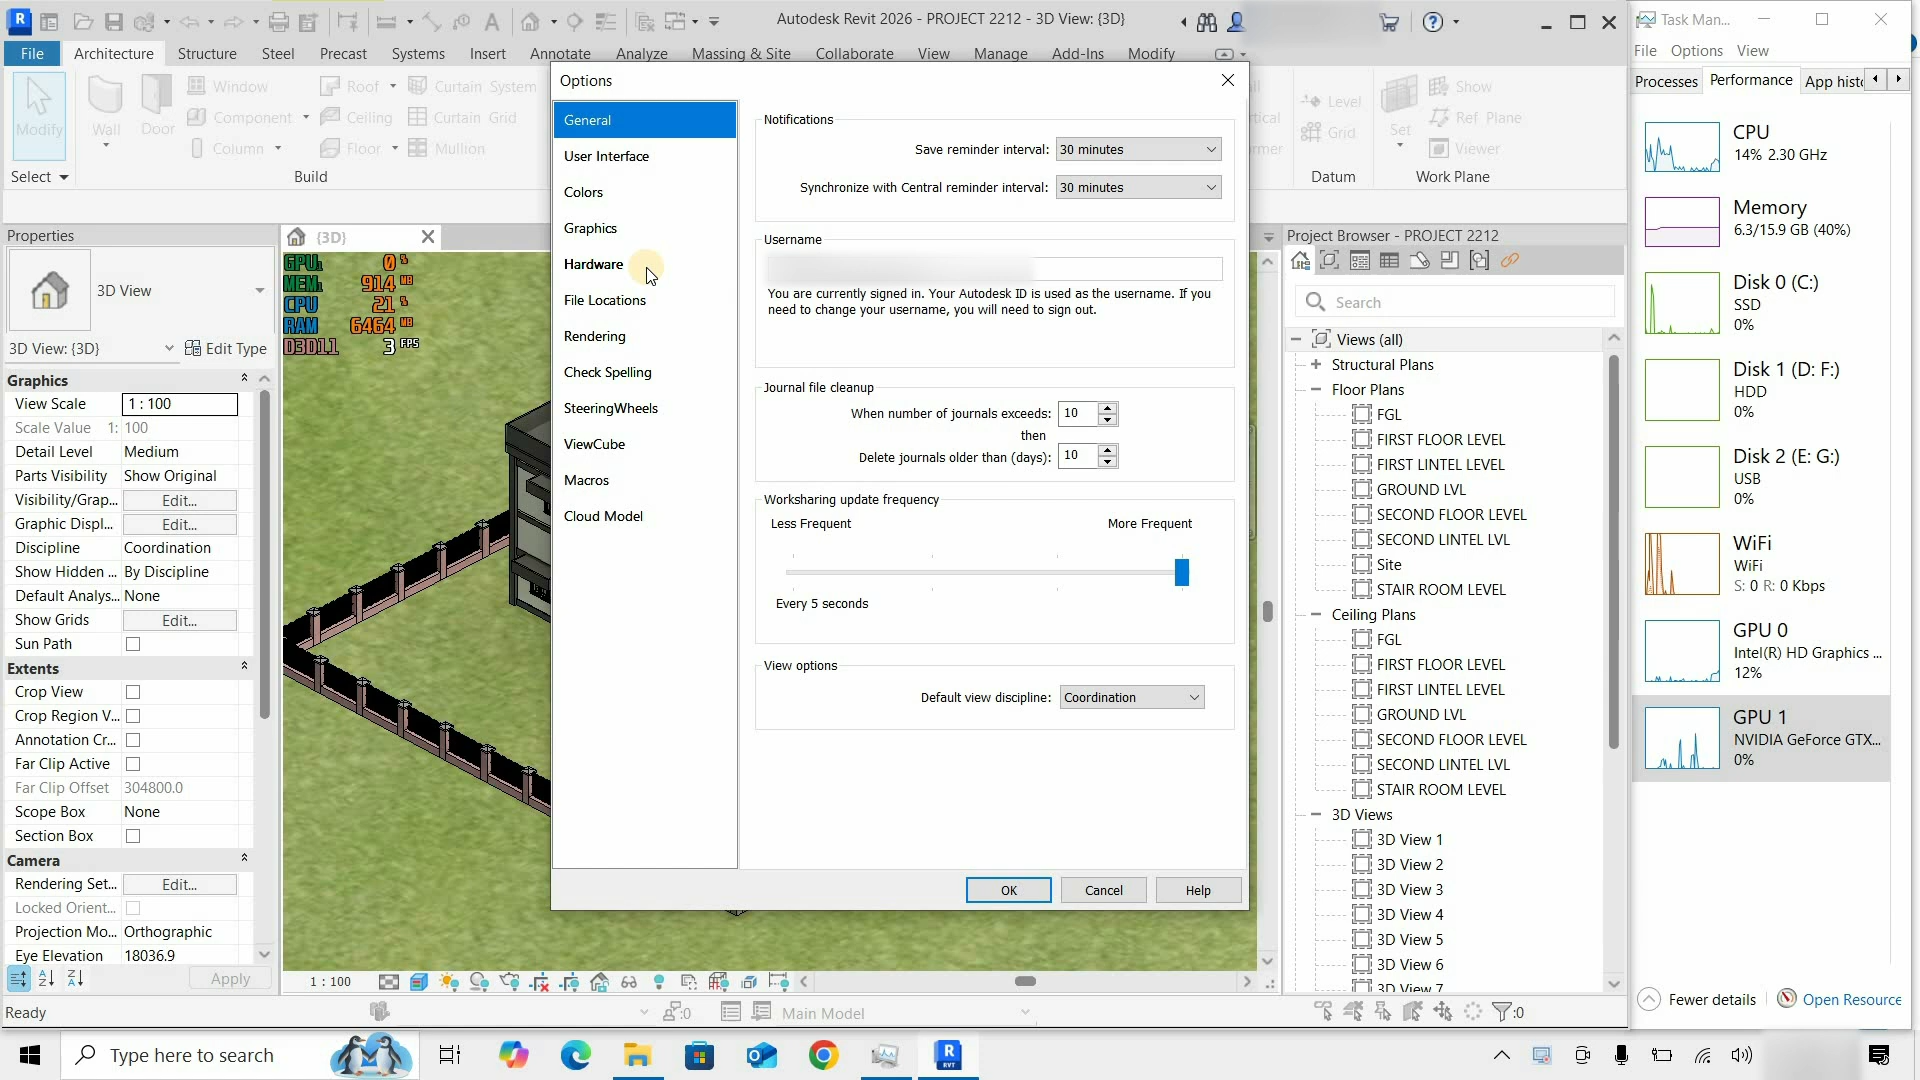 Autodesk Revit 2026 - PROJECT 2212 - 3D View: {3D}
File
Architecture
Structure
Steel
Precast
Systems
Insert
Annotate
Analyze
Massing & Site
Collaborate
View
Manage
Add-Ins
Modify
Modify
Wall
Door
Window
Component
Column
Roof
Ceiling
Floor
Curtain System
Curtain Grid
Mullion
Level
Grid
Set
Show
Ref Plane
Viewer
Select
Build
Datum
Work Plane
Properties
3D View
3D View: {3D}
Edit Type
Graphics
View Scale 1 : 100
Scale Value 1: 100
Detail Level Medium
Parts Visibility Show Original
Visibility/Grap... Edit...
Graphic Displ... Edit...
Discipline Coordination
Show Hidden ... By Discipline
Default Analys... None
Show Grids Edit...
Sun Path
Extents
Crop View
Crop Region V...
Annotation Cr...
Far Clip Active
Far Clip Offset 304800.0
Scope Box None
Section Box
Camera
Rendering Set... Edit...
Locked Orient...
Projection Mo... Orthographic
Eye Elevation 18036.9
Apply
{3D}
GPU1 0 %
MEM1 914 MB
CPU 21 %
RAM 6464 MB
D3D11 3 FPS
Options
General
User Interface
Colors
Graphics
Hardware
File Locations
Rendering
Check Spelling
SteeringWheels
ViewCube
Macros
Cloud Model
Notifications
Save reminder interval: 30 minutes
Synchronize with Central reminder interval: 30 minutes
Username
You are currently signed in. Your Autodesk ID is used as the username. If you
need to change your username, you will need to sign out.
Journal file cleanup
When number of journals exceeds: 10
then
Delete journals older than (days): 10
Worksharing update frequency
Less Frequent More Frequent
Every 5 seconds
View options
Default view discipline: Coordination
OK
Cancel
Help
Project Browser - PROJECT 2212
Search
Views (all)
Structural Plans
Floor Plans
FGL
FIRST FLOOR LEVEL
FIRST LINTEL LEVEL
GROUND LVL
SECOND FLOOR LEVEL
SECOND LINTEL LVL
Site
STAIR ROOM LEVEL
Ceiling Plans
FGL
FIRST FLOOR LEVEL
FIRST LINTEL LEVEL
GROUND LVL
SECOND FLOOR LEVEL
SECOND LINTEL LVL
STAIR ROOM LEVEL
3D Views
3D View 1
3D View 2
3D View 3
3D View 4
3D View 5
3D View 6
3D View 7
1 : 100
Ready
:0
Main Model
:0
Task Man...
File Options View
Processes
Performance
App histo
CPU
14% 2.30 GHz
Memory
6.3/15.9 GB (40%)
Disk 0 (C:)
SSD
0%
Disk 1 (D: F:)
HDD
0%
Disk 2 (E: G:)
USB
0%
WiFi
WiFi
S: 0 R: 0 Kbps
GPU 0
Intel(R) HD Graphics ...
12%
GPU 1
NVIDIA GeForce GTX...
0%
Fewer details
Open Resource
Type here to search
R
RVT